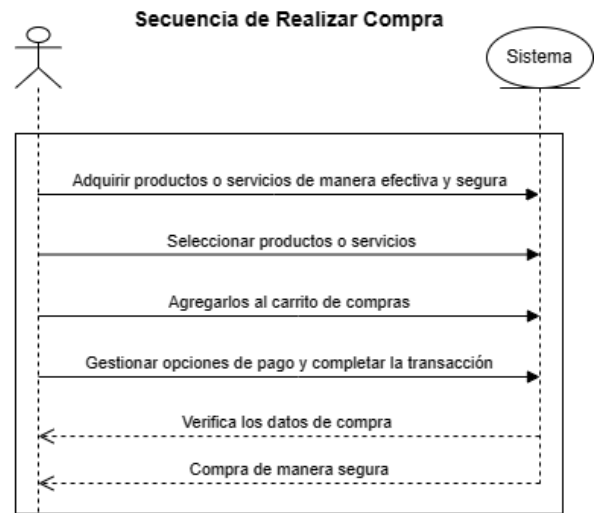 Secuencia de Realizar Compra
Sistema
Adquirir productos o servicios de manera efectiva y segura
Seleccionar productos o servicios
Agregarlos al carrito de compras
Gestionar opciones de pago y completar la transacción
Verifica los datos de compra
Compra de manera segura